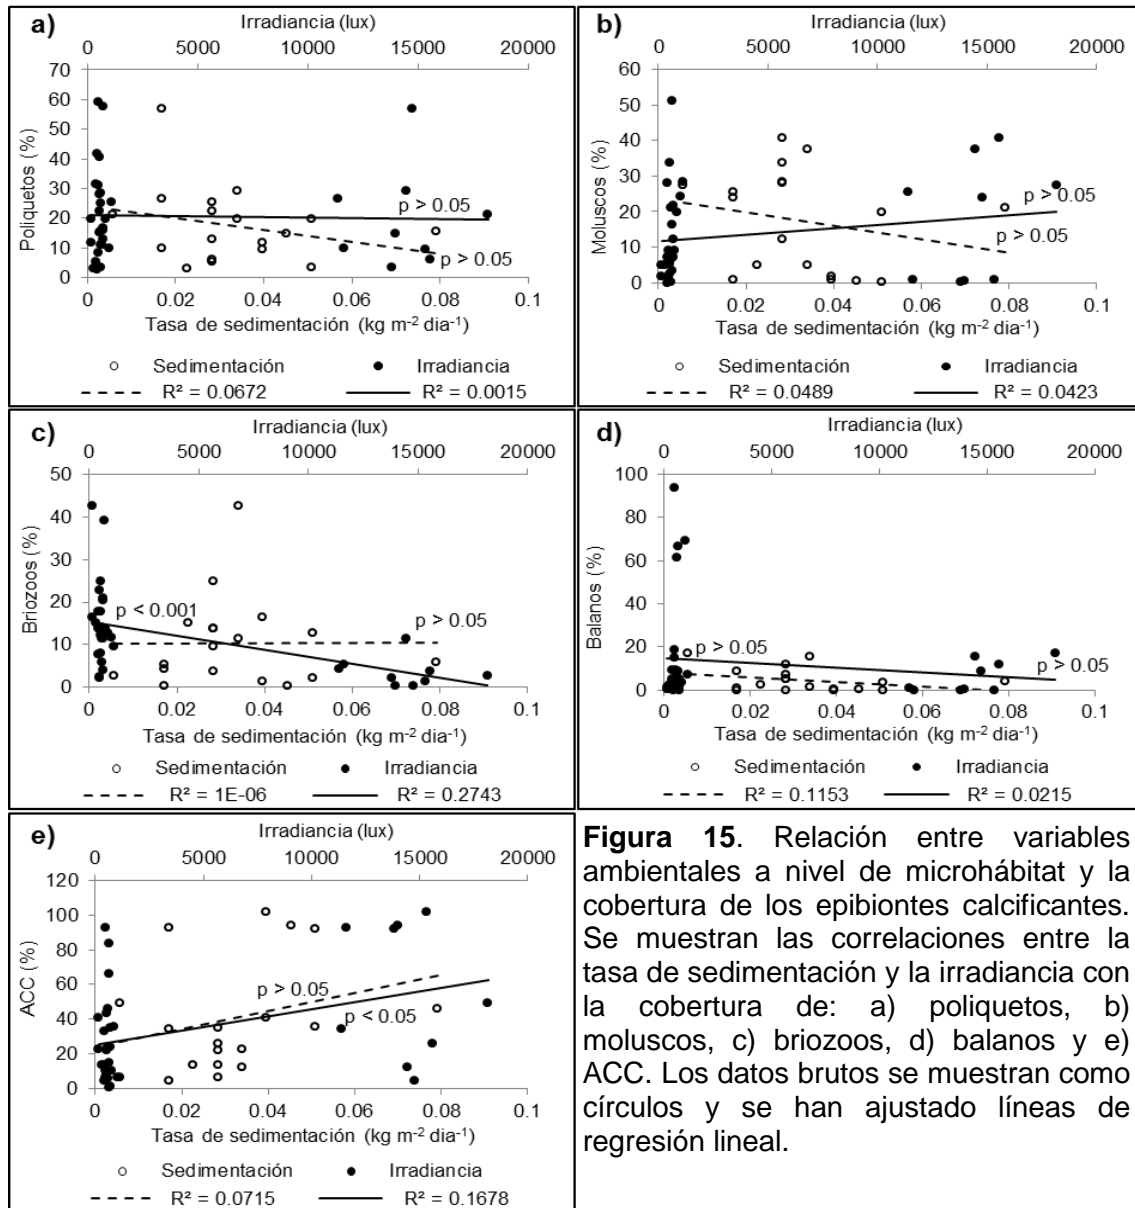 a)
Irradiancia (lux)
0 5000 10000 15000 20000
70
60
50
40
30
20
10
0
Poliquetos (%)
p > 0.05
p > 0.05
0 0.02 0.04 0.06 0.08 0.1
Tasa de sedimentación (kg m⁻² dia⁻¹)
Sedimentación Irradiancia
R² = 0.0672 R² = 0.0015
b)
Irradiancia (lux)
0 5000 10000 15000 20000
60
50
40
30
20
10
0
Moluscos (%)
p > 0.05
p > 0.05
0 0.02 0.04 0.06 0.08 0.1
Tasa de sedimentación (kg m⁻² dia⁻¹)
Sedimentación Irradiancia
R² = 0.0489 R² = 0.0423
c)
Irradiancia (lux)
0 5000 10000 15000 20000
50
40
30
20
10
0
Briozoos (%)
p < 0.001
p > 0.05
0 0.02 0.04 0.06 0.08 0.1
Tasa de sedimentación (kg m⁻² dia⁻¹)
Sedimentación Irradiancia
R² = 1E-06 R² = 0.2743
d)
Irradiancia (lux)
0 5000 10000 15000 20000
100
80
60
40
20
0
Balanos (%)
p > 0.05
p > 0.05
0 0.02 0.04 0.06 0.08 0.1
Tasa de sedimentación (kg m⁻² dia⁻¹)
Sedimentación Irradiancia
R² = 0.1153 R² = 0.0215
e)
Irradiancia (lux)
0 5000 10000 15000 20000
120
100
80
60
40
20
0
ACC (%)
p > 0.05
p < 0.05
0 0.02 0.04 0.06 0.08 0.1
Tasa de sedimentación (kg m⁻² dia⁻¹)
Sedimentación Irradiancia
R² = 0.0715 R² = 0.1678
Figura 15. Relación entre variables
ambientales a nivel de microhábitat y la
cobertura de los epibiontes calcificantes.
Se muestran las correlaciones entre la
tasa de sedimentación y la irradiancia con
la cobertura de: a) poliquetos, b)
moluscos, c) briozoos, d) balanos y e)
ACC. Los datos brutos se muestran como
círculos y se han ajustado líneas de
regresión lineal.